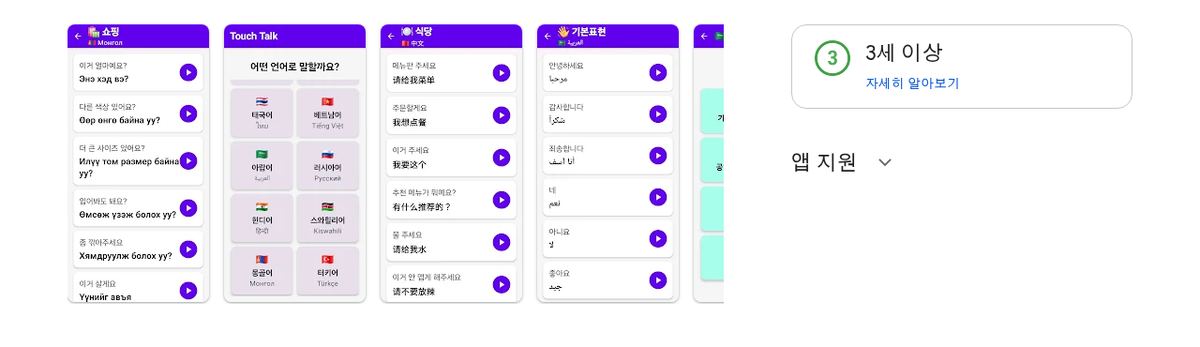 쇼핑
Монгол
이거 얼마예요?
Энэ хэд вэ?
다른 색상 있어요?
Өөр өнгө байна уу?
더 큰 사이즈 있어요?
Илүү том размер байна
уу?
입어봐도 돼요?
Өмсөж үзэж болох уу?
좀 깎아주세요
Хямдруулж болох уу?
이거 살게요
Үүнийг авъя
Touch Talk
어떤 언어로 말할까요?
태국어
ไทย
베트남어
Tiếng Việt
아랍어
العربية
러시아어
Русский
힌디어
हिन्दी
스와힐리어
Kiswahili
몽골어
Монгол
터키어
Türkçe
식당
中文
메뉴판 주세요
请给我菜单
주문할게요
我想点餐
이거 주세요
我要这个
추천 메뉴가 뭐예요?
有什么推荐的？
물 주세요
请给我水
이거 안 맵게 해주세요
请不要放辣
기본표현
العربية
안녕하세요
مرحبا
감사합니다
شكراً
죄송합니다
أنا آسف
네
نعم
아니요
لا
좋아요
جيد
3
3세 이상
자세히 알아보기
앱 지원